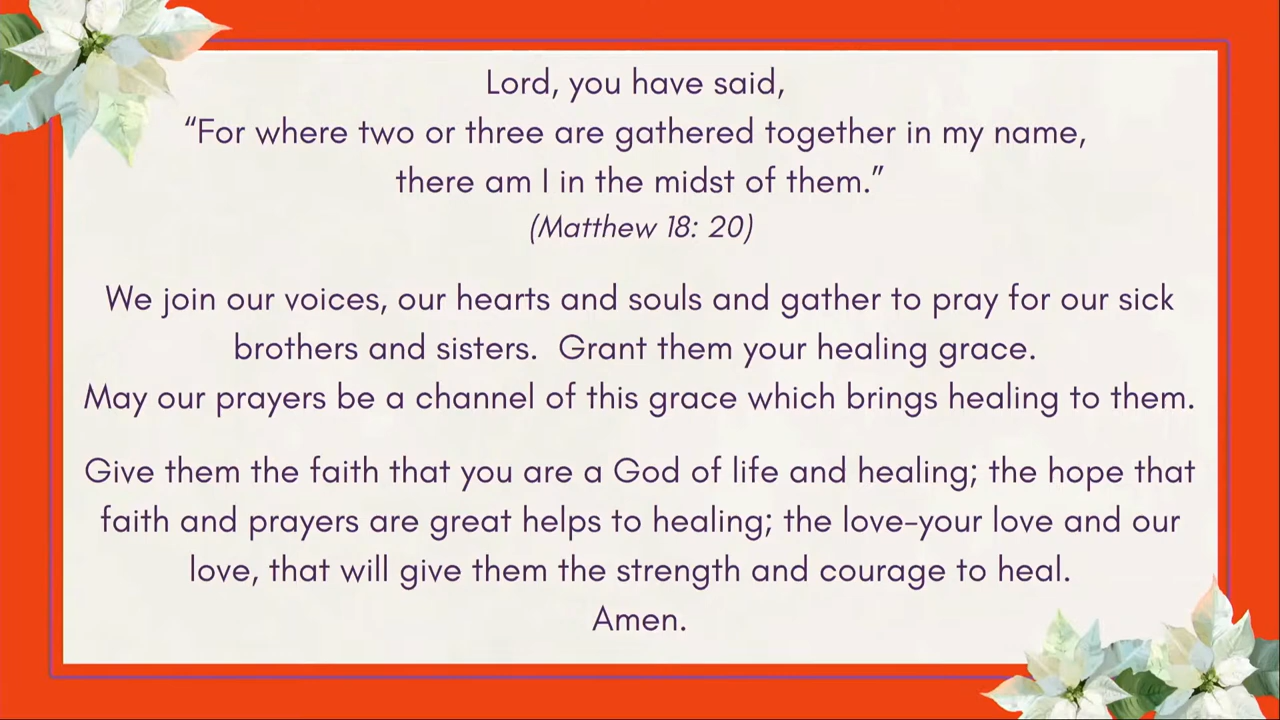 Lord, you have said,
“For where two or three are gathered together in my name,
there am I in the midst of them.”
(Matthew 18: 20)
We join our voices, our hearts and souls and gather to pray for our sick
brothers and sisters.  Grant them your healing grace.
May our prayers be a channel of this grace which brings healing to them.
Give them the faith that you are a God of life and healing; the hope that
faith and prayers are great helps to healing; the love-your love and our
love, that will give them the strength and courage to heal.
Amen.